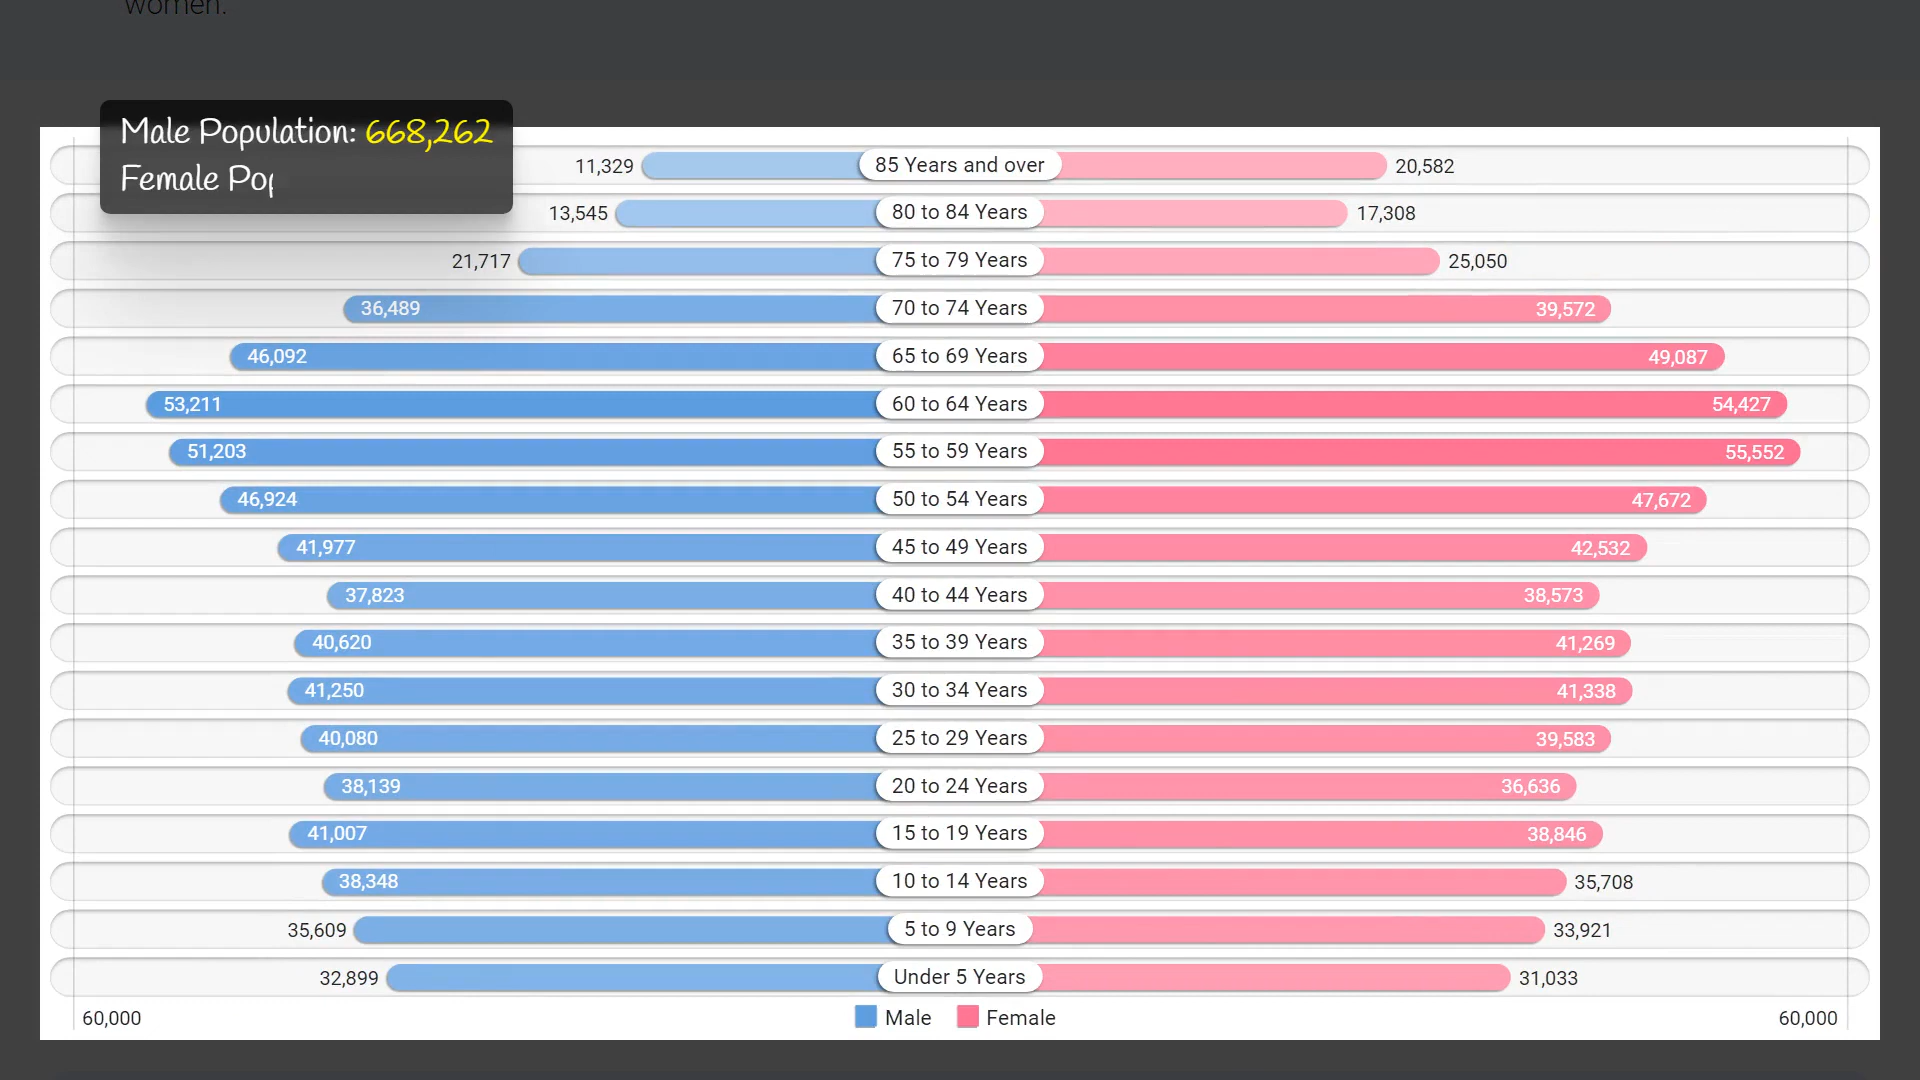 women.
Male Population: 668,262
Female Pop
11,329 85 Years and over 20,582
13,545 80 to 84 Years 17,308
21,717 75 to 79 Years 25,050
36,489 70 to 74 Years 39,572
46,092 65 to 69 Years 49,087
53,211 60 to 64 Years 54,427
51,203 55 to 59 Years 55,552
46,924 50 to 54 Years 47,672
41,977 45 to 49 Years 42,532
37,823 40 to 44 Years 38,573
40,620 35 to 39 Years 41,269
41,250 30 to 34 Years 41,338
40,080 25 to 29 Years 39,583
38,139 20 to 24 Years 36,636
41,007 15 to 19 Years 38,846
38,348 10 to 14 Years 35,708
35,609 5 to 9 Years 33,921
32,899 Under 5 Years 31,033
60,000 Male Female 60,000